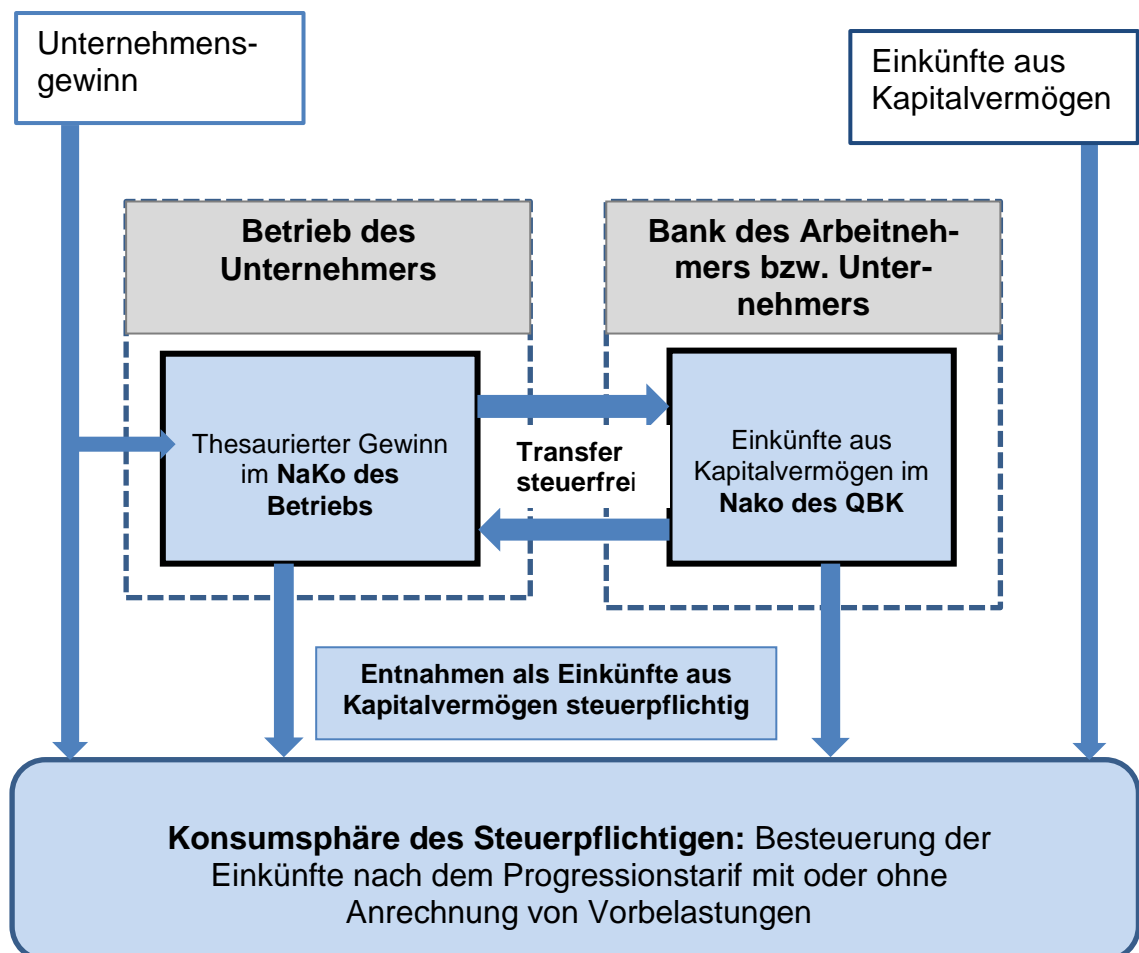 Unternehmens-
gewinn
Einkünfte aus
Kapitalvermögen
Betrieb des
Unternehmers
Bank des Arbeitneh-
mers bzw. Unter-
nehmers
Thesaurierter Gewinn
im NaKo des
Betriebs
Transfer
steuerfrei
Einkünfte aus
Kapitalvermögen im
Nako des QBK
Entnahmen als Einkünfte aus
Kapitalvermögen steuerpflichtig
Konsumsphäre des Steuerpflichtigen: Besteuerung der
Einkünfte nach dem Progressionstarif mit oder ohne
Anrechnung von Vorbelastungen